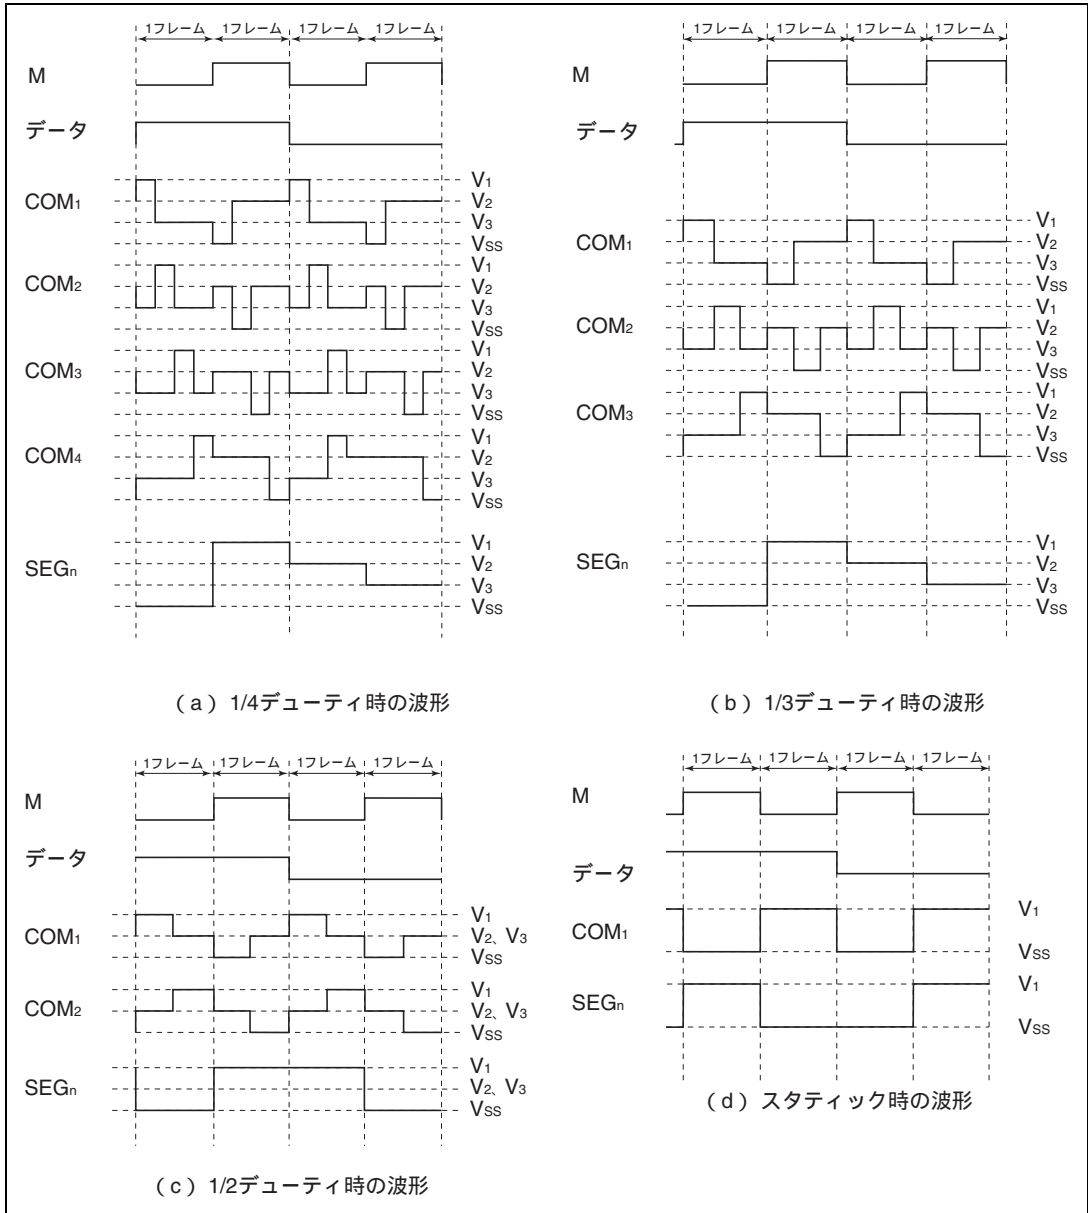 1フレーム 1フレーム 1フレーム 1フレーム
M
データ
COM1
V1
V2
V3
VSS
COM2
V1
V2
V3
VSS
COM3
V1
V2
V3
VSS
COM4
V1
V2
V3
VSS
SEGn
V1
V2
V3
VSS
(a) 1/4デューティ時の波形
1フレーム 1フレーム 1フレーム 1フレーム
M
データ
COM1
V1
V2
V3
VSS
COM2
V1
V2
V3
VSS
COM3
V1
V2
V3
VSS
SEGn
V1
V2
V3
VSS
(b) 1/3デューティ時の波形
1フレーム 1フレーム 1フレーム 1フレーム
M
データ
COM1
V1
V2、V3
VSS
COM2
V1
V2、V3
VSS
SEGn
V1
V2、V3
VSS
(c) 1/2デューティ時の波形
1フレーム 1フレーム 1フレーム 1フレーム
M
データ
COM1
V1
VSS
SEGn
V1
VSS
(d) スタティック時の波形